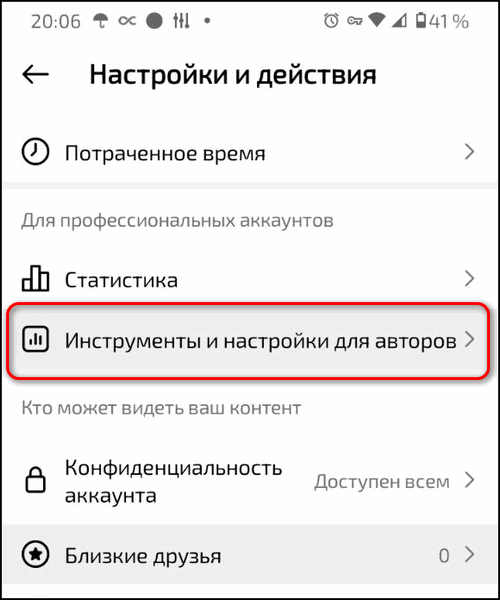 20:06 41 %
Настройки и действия
Потраченное время
Для профессиональных аккаунтов
Статистика
Инструменты и настройки для авторов
Кто может видеть ваш контент
Конфиденциальность
аккаунта
Доступен всем
Близкие друзья 0